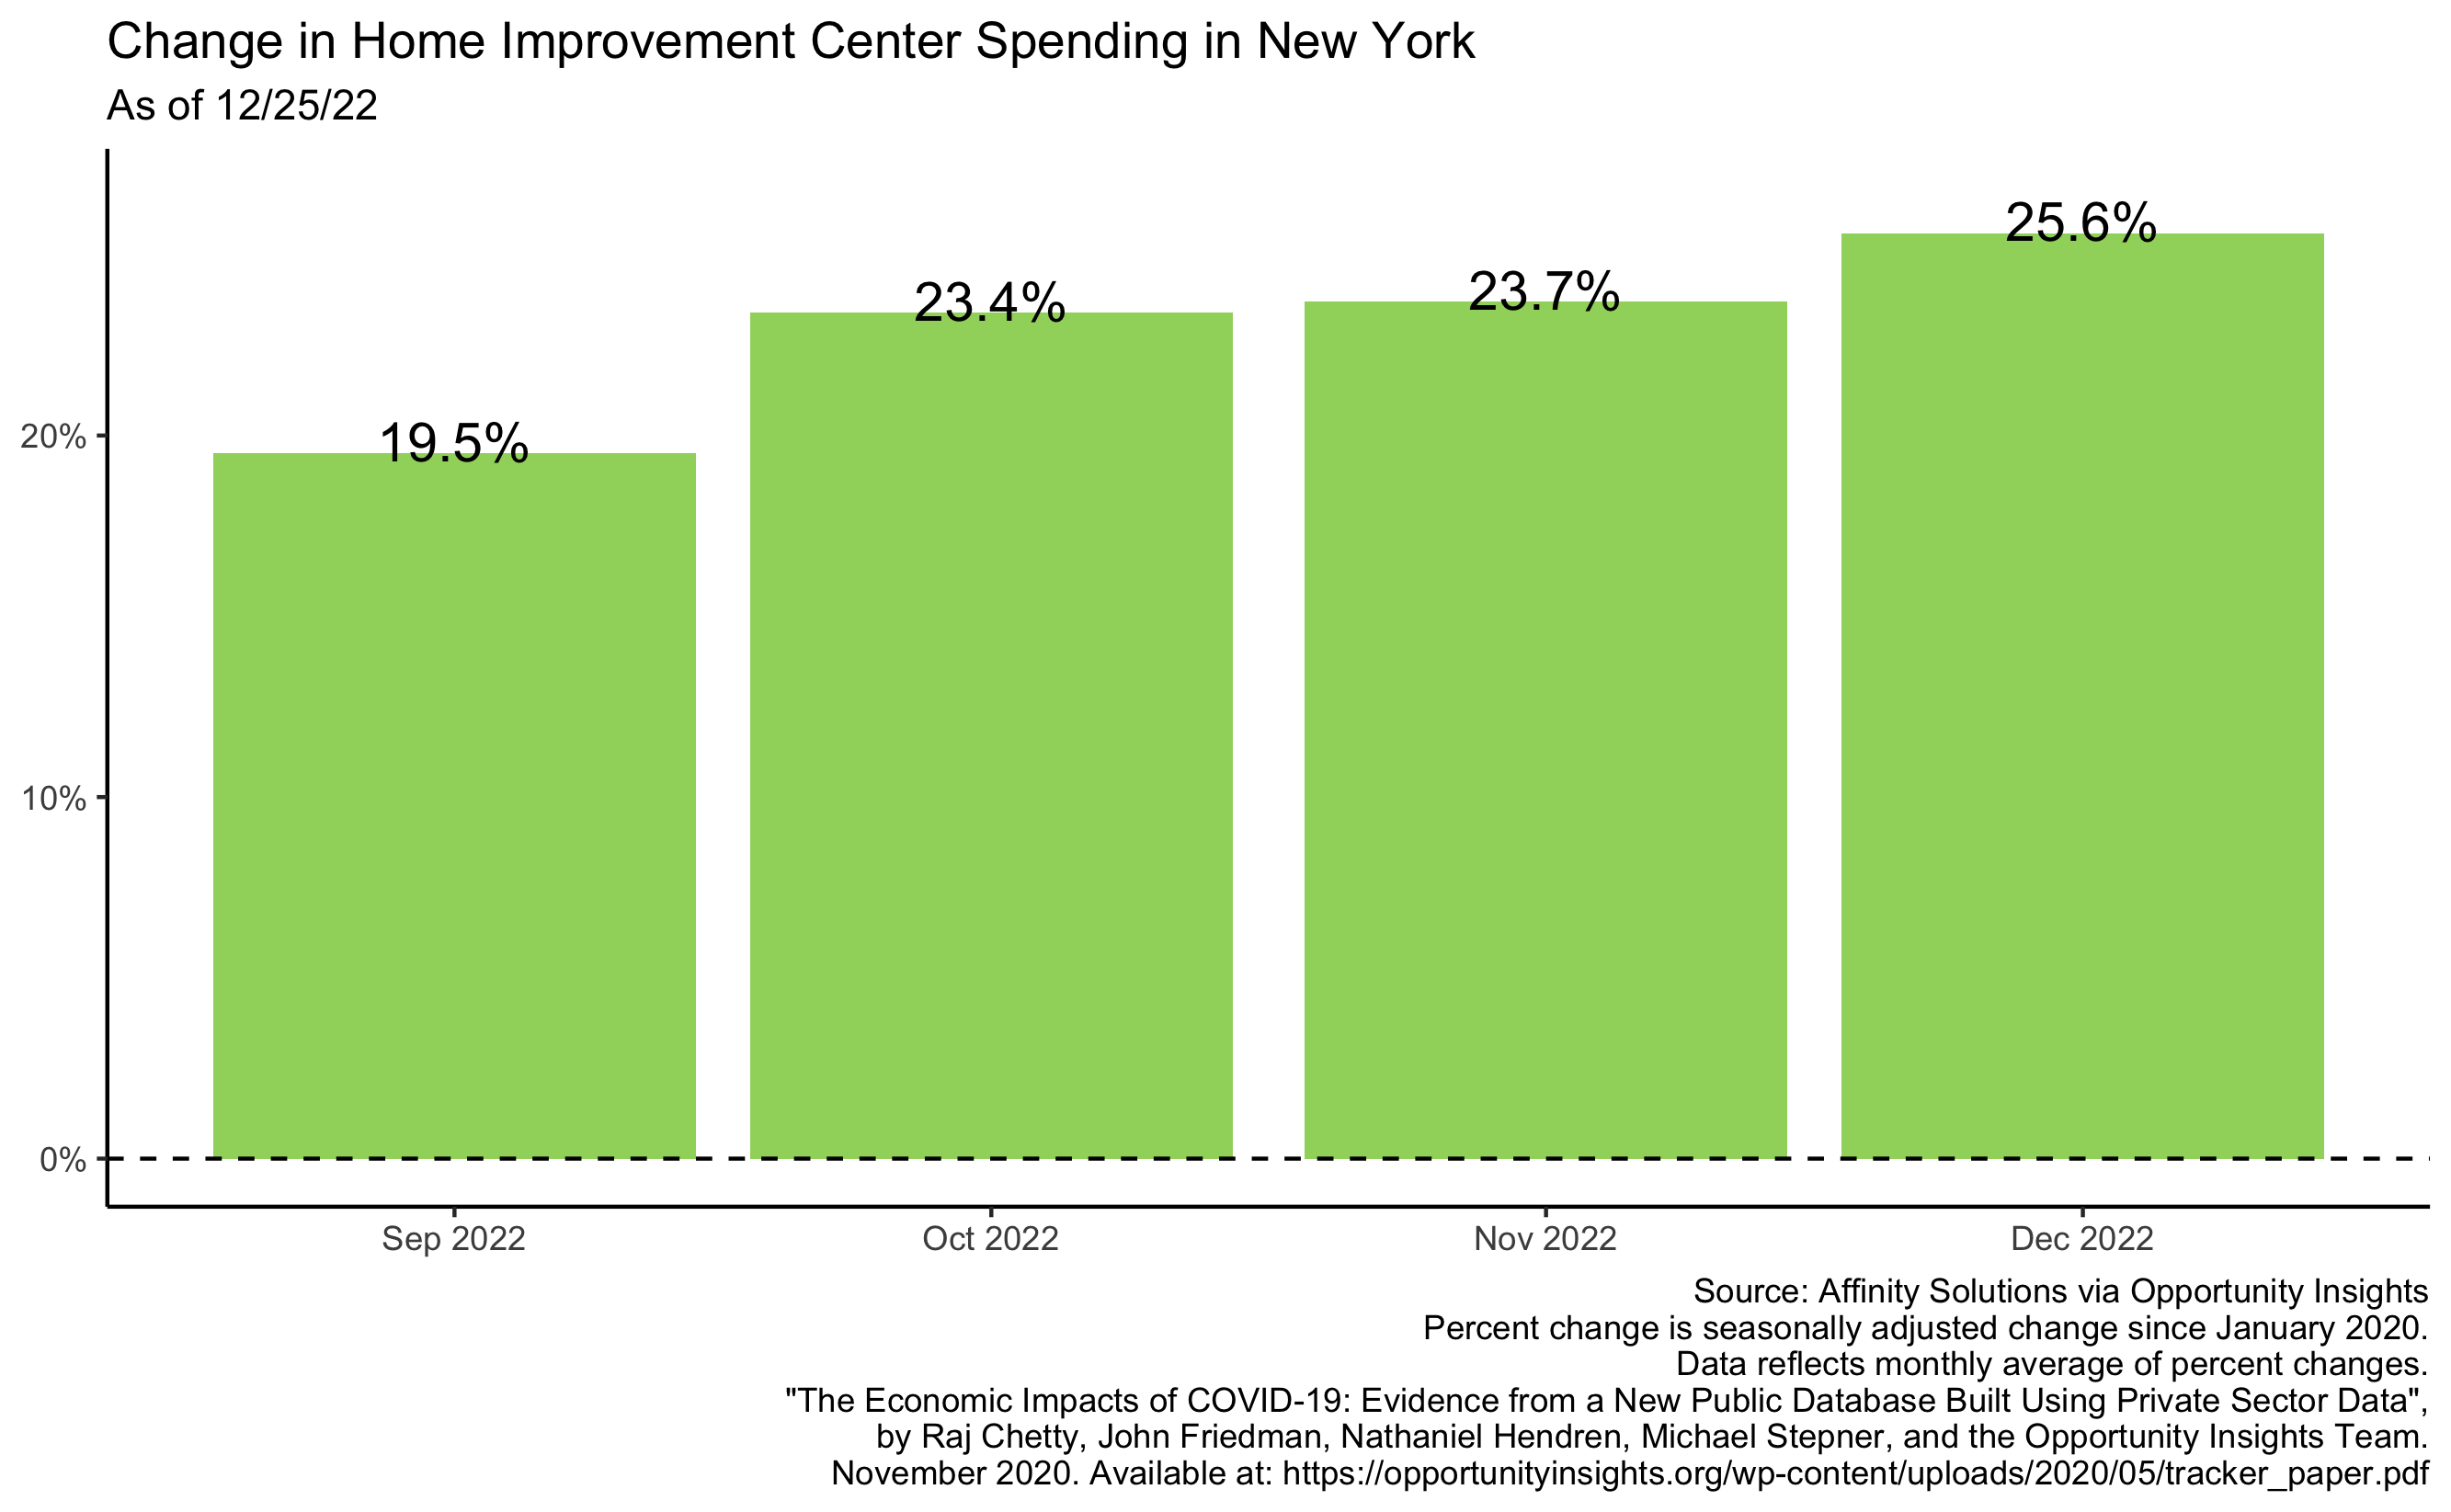 Change in Home Improvement Center Spending in New York
As of 12/25/22
25.6%
23.7%
23.4%
19.5%
20%
10%
0%
Sep 2022
Oct 2022
Nov 2022
Dec 2022
Source: Affinity Solutions via Opportunity Insights
Percent change is seasonally adjusted change since January 2020.
Data reflects monthly average of percent changes.
"The Economic Impacts of COVID-19: Evidence from a New Public Database Built Using Private Sector Data",
by Raj Chetty, John Friedman, Nathaniel Hendren, Michael Stepner, and the Opportunity Insights Team.
November 2020. Available at: https://opportunityinsights.org/wp-content/uploads/2020/05/tracker_paper.pdf